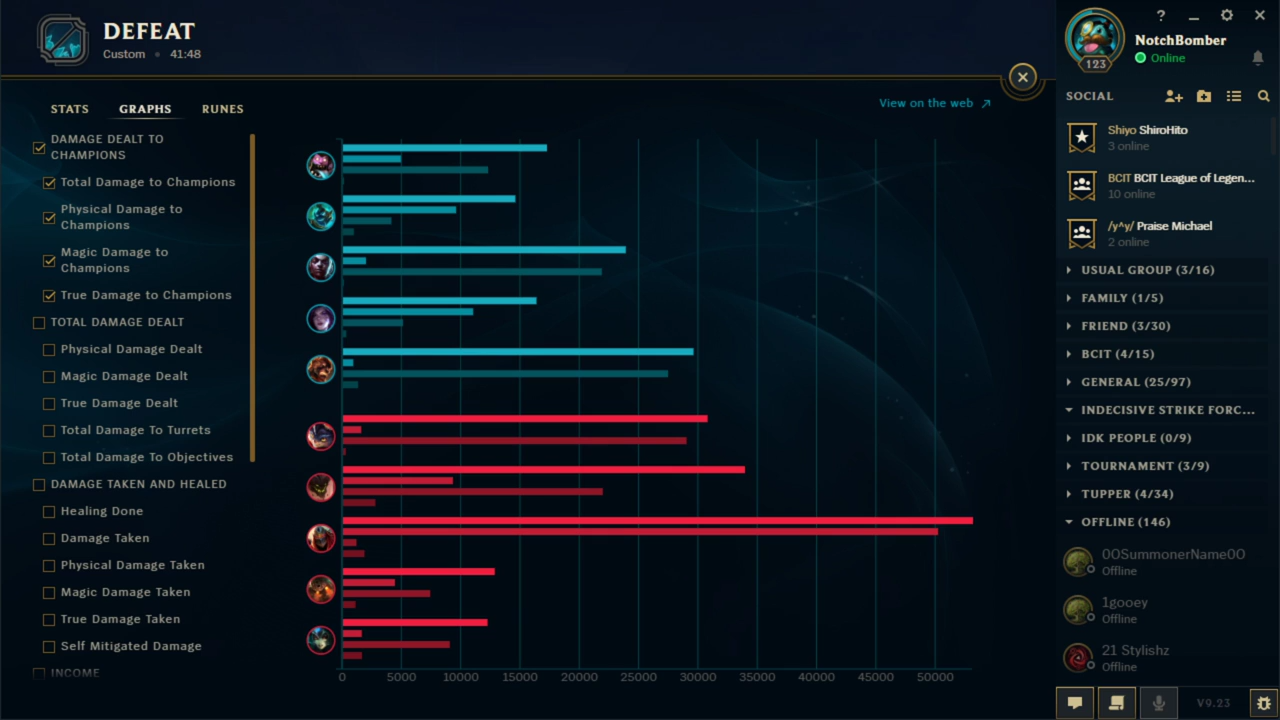 DEFEAT
Custom • 41:48
STATS
GRAPHS
RUNES
View on the web
DAMAGE DEALT TO
CHAMPIONS
Total Damage to Champions
Physical Damage to
Champions
Magic Damage to
Champions
True Damage to Champions
TOTAL DAMAGE DEALT
Physical Damage Dealt
Magic Damage Dealt
True Damage Dealt
Total Damage To Turrets
Total Damage To Objectives
DAMAGE TAKEN AND HEALED
Healing Done
Damage Taken
Physical Damage Taken
Magic Damage Taken
True Damage Taken
Self Mitigated Damage
INCOME
0 5000 10000 15000 20000 25000 30000 35000 40000 45000 50000
?
NotchBomber
Online
123
SOCIAL
Shiyo ShiroHito
3 online
BCIT BCIT League of Legen...
10 online
/y^y/ Praise Michael
2 online
USUAL GROUP (3/16)
FAMILY (1/5)
FRIEND (3/30)
BCIT (4/15)
GENERAL (25/97)
INDECISIVE STRIKE FORC...
IDK PEOPLE (0/9)
TOURNAMENT (3/9)
TUPPER (4/34)
OFFLINE (146)
00SummonerName00
Offline
1gooey
Offline
21 Stylishz
Offline
V9.23